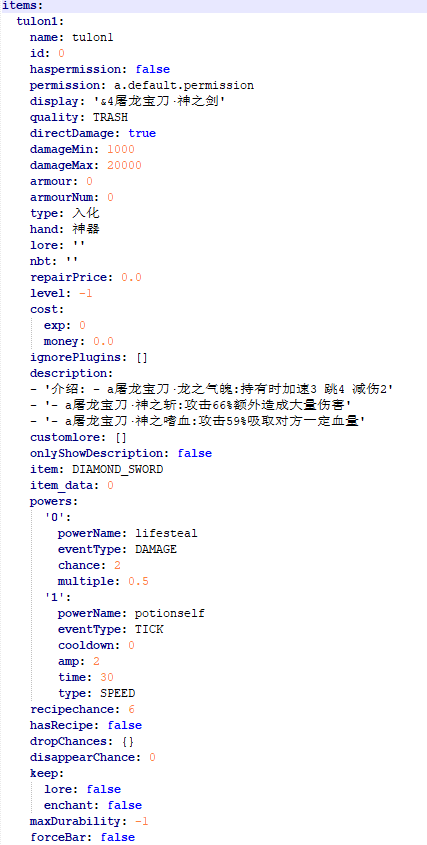 items:
  tulon1:
    name: tulonl
    id: 0
    haspermission: false
    permission: a.default.permission
    display: '&4屠龙宝刀·神之剑'
    quality: TRASH
    directDamage: true
    damageMin: 1000
    damageMax: 20000
    armour: 0
    armourNum: 0
    type: 入化
    hand: 神器
    lore: ''
    nbt: ''
    repairPrice: 0.0
    level: -1
    cost:
      exp: 0
      money: 0.0
    ignorePlugins: []
    description:
    - '介绍: - a屠龙宝刀·龙之气魄:持有时加速3 跳4 减伤2'
    - '- a屠龙宝刀·神之斩:攻击66%额外造成大量伤害'
    - '- a屠龙宝刀·神之嗜血:攻击59%吸取对方一定血量'
    customlore: []
    onlyShowDescription: false
    item: DIAMOND_SWORD
    item_data: 0
    powers:
      '0':
        powerName: lifesteal
        eventType: DAMAGE
        chance: 2
        multiple: 0.5
      '1':
        powerName: potionself
        eventType: TICK
        cooldown: 0
        amp: 2
        time: 30
        type: SPEED
    recipechance: 6
    hasRecipe: false
    dropChances: {}
    disappearChance: 0
    keep:
      lore: false
      enchant: false
    maxDurability: -1
    forceBar: false